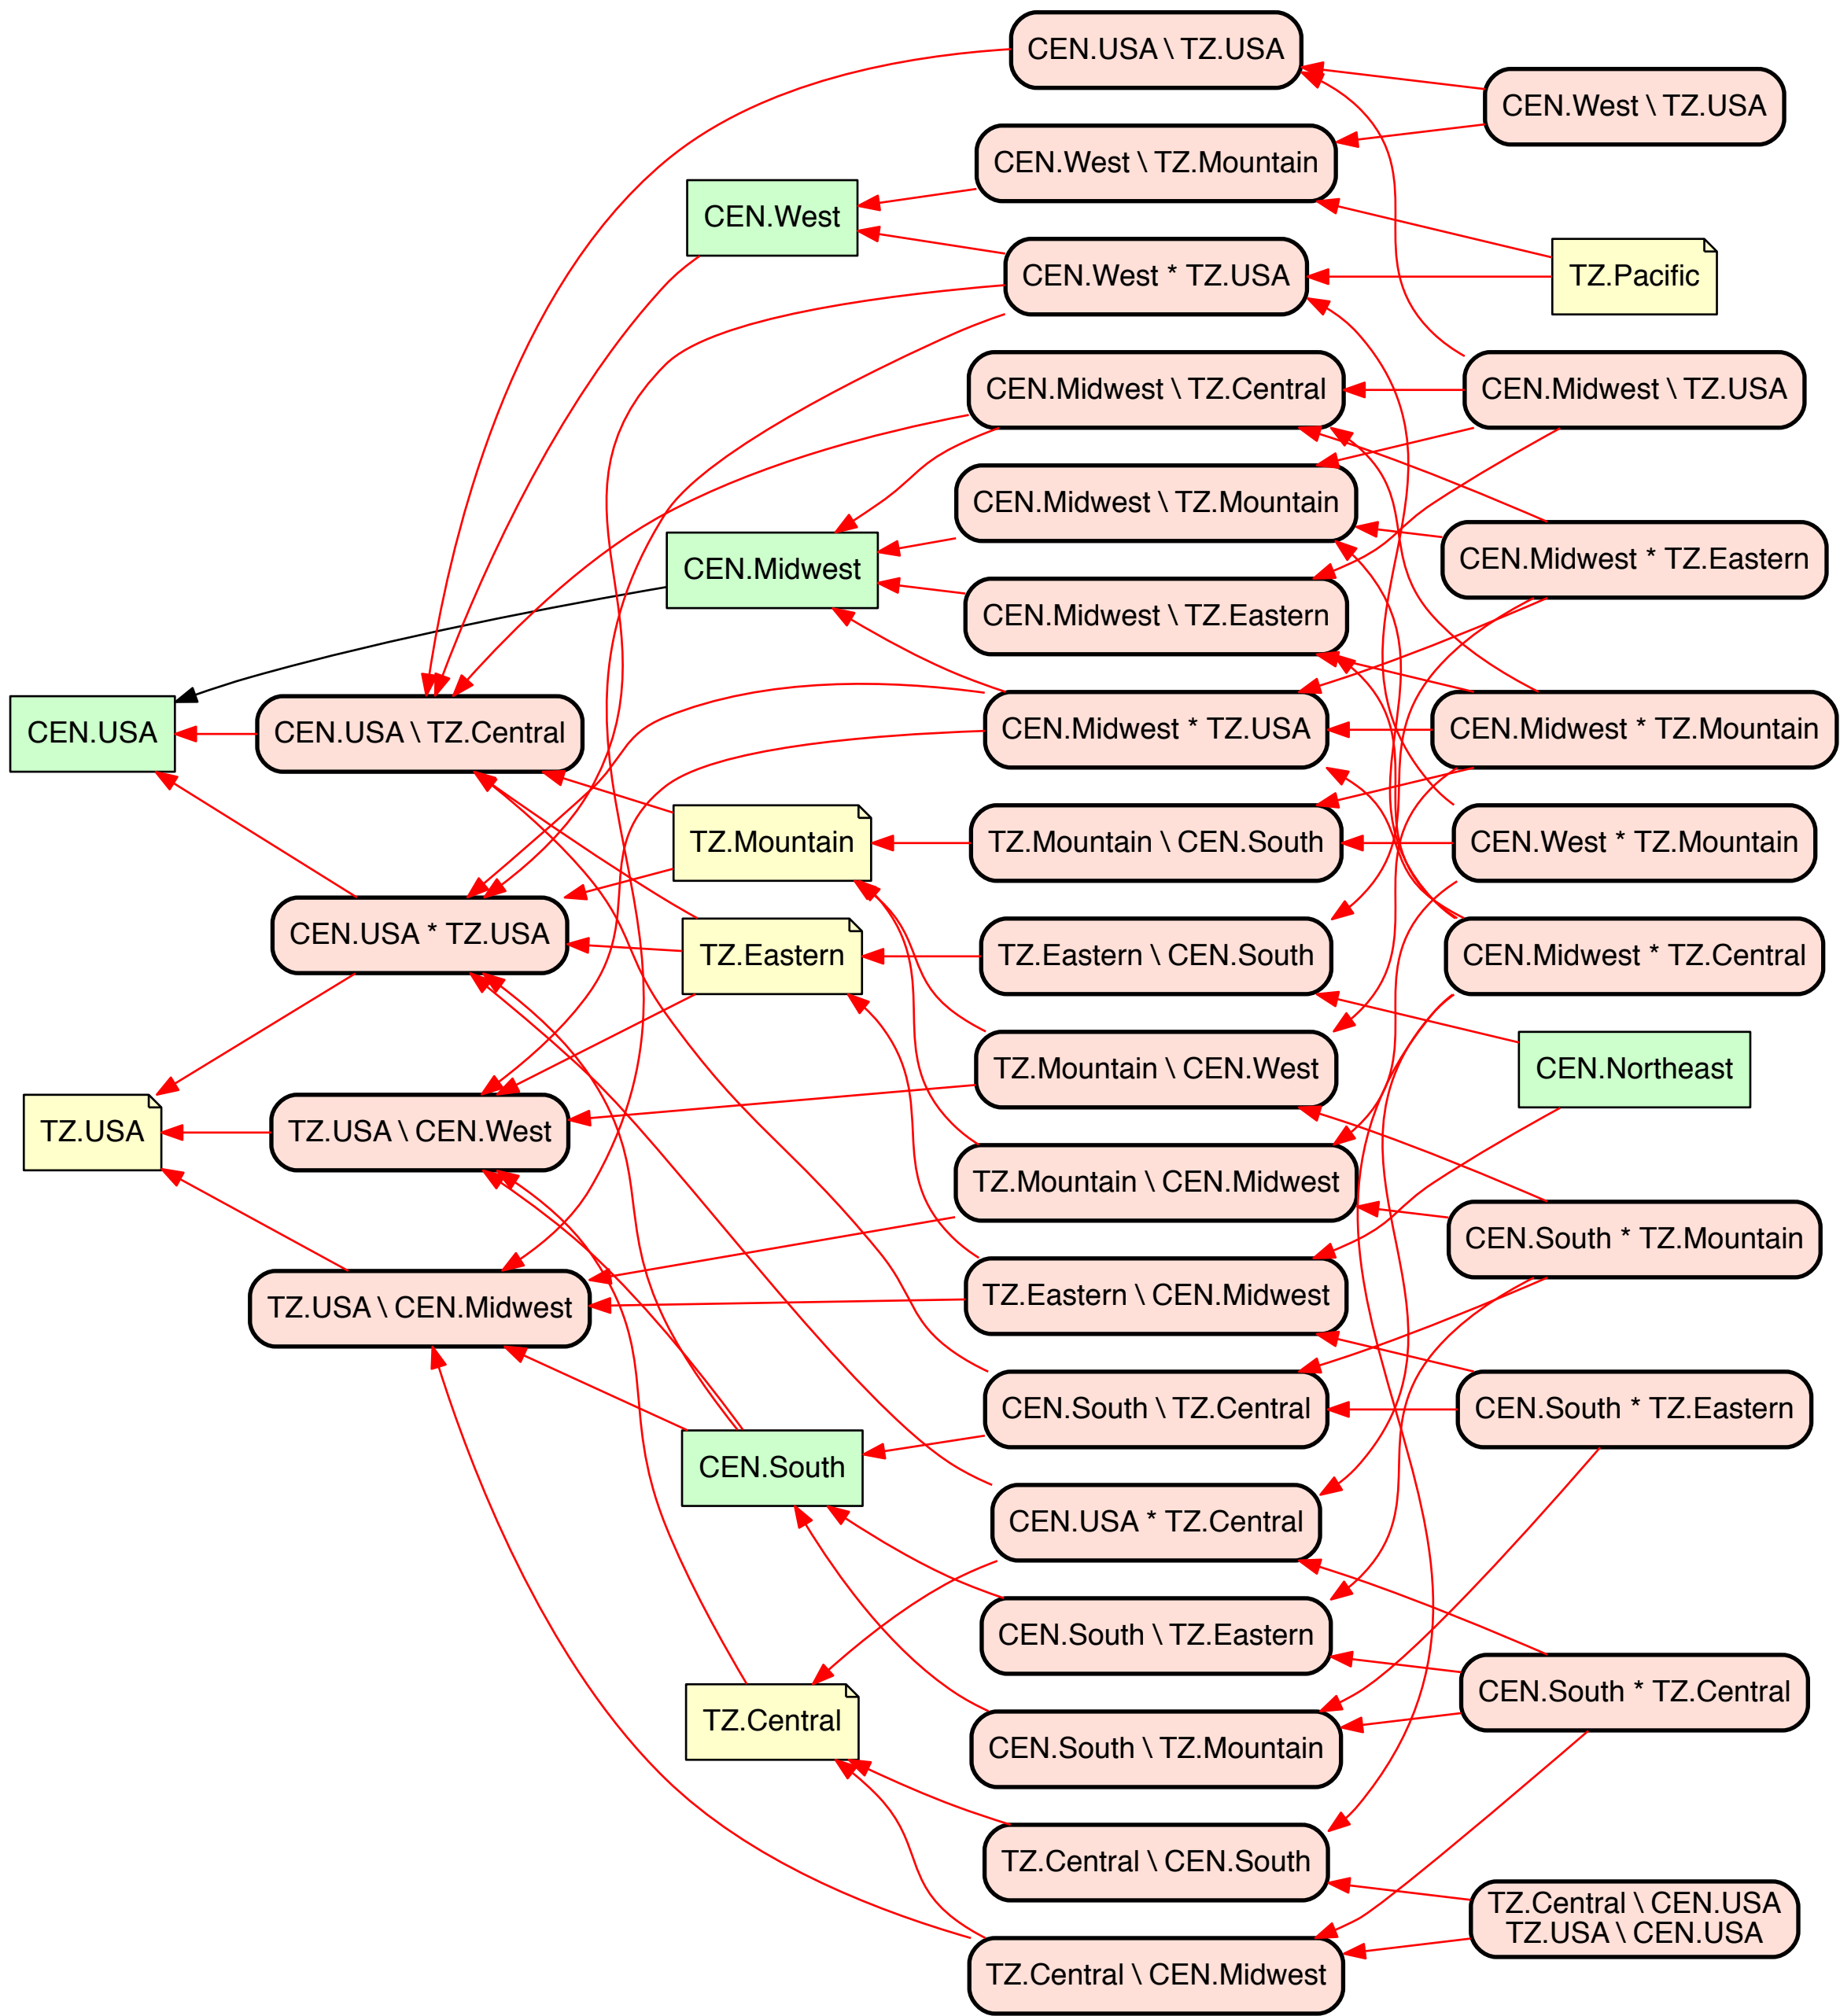 CEN.USA \ TZ.USA
CEN.West \ TZ.USA
CEN.West \ TZ.Mountain
CEN.West
CEN.West * TZ.USA
TZ.Pacific
CEN.Midwest \ TZ.Central
CEN.Midwest \ TZ.USA
CEN.Midwest \ TZ.Mountain
CEN.Midwest * TZ.Eastern
CEN.Midwest
CEN.Midwest \ TZ.Eastern
CEN.USA
CEN.USA \ TZ.Central
CEN.Midwest * TZ.USA
CEN.Midwest * TZ.Mountain
TZ.Mountain
TZ.Mountain \ CEN.South
CEN.West * TZ.Mountain
CEN.USA * TZ.USA
TZ.Eastern
TZ.Eastern \ CEN.South
CEN.Midwest * TZ.Central
TZ.Mountain \ CEN.West
CEN.Northeast
TZ.USA
TZ.USA \ CEN.West
TZ.Mountain \ CEN.Midwest
CEN.South * TZ.Mountain
TZ.USA \ CEN.Midwest
TZ.Eastern \ CEN.Midwest
CEN.South \ TZ.Central
CEN.South * TZ.Eastern
CEN.South
CEN.USA * TZ.Central
CEN.South \ TZ.Eastern
CEN.South * TZ.Central
TZ.Central
CEN.South \ TZ.Mountain
TZ.Central \ CEN.South
TZ.Central \ CEN.USA
TZ.USA \ CEN.USA
TZ.Central \ CEN.Midwest